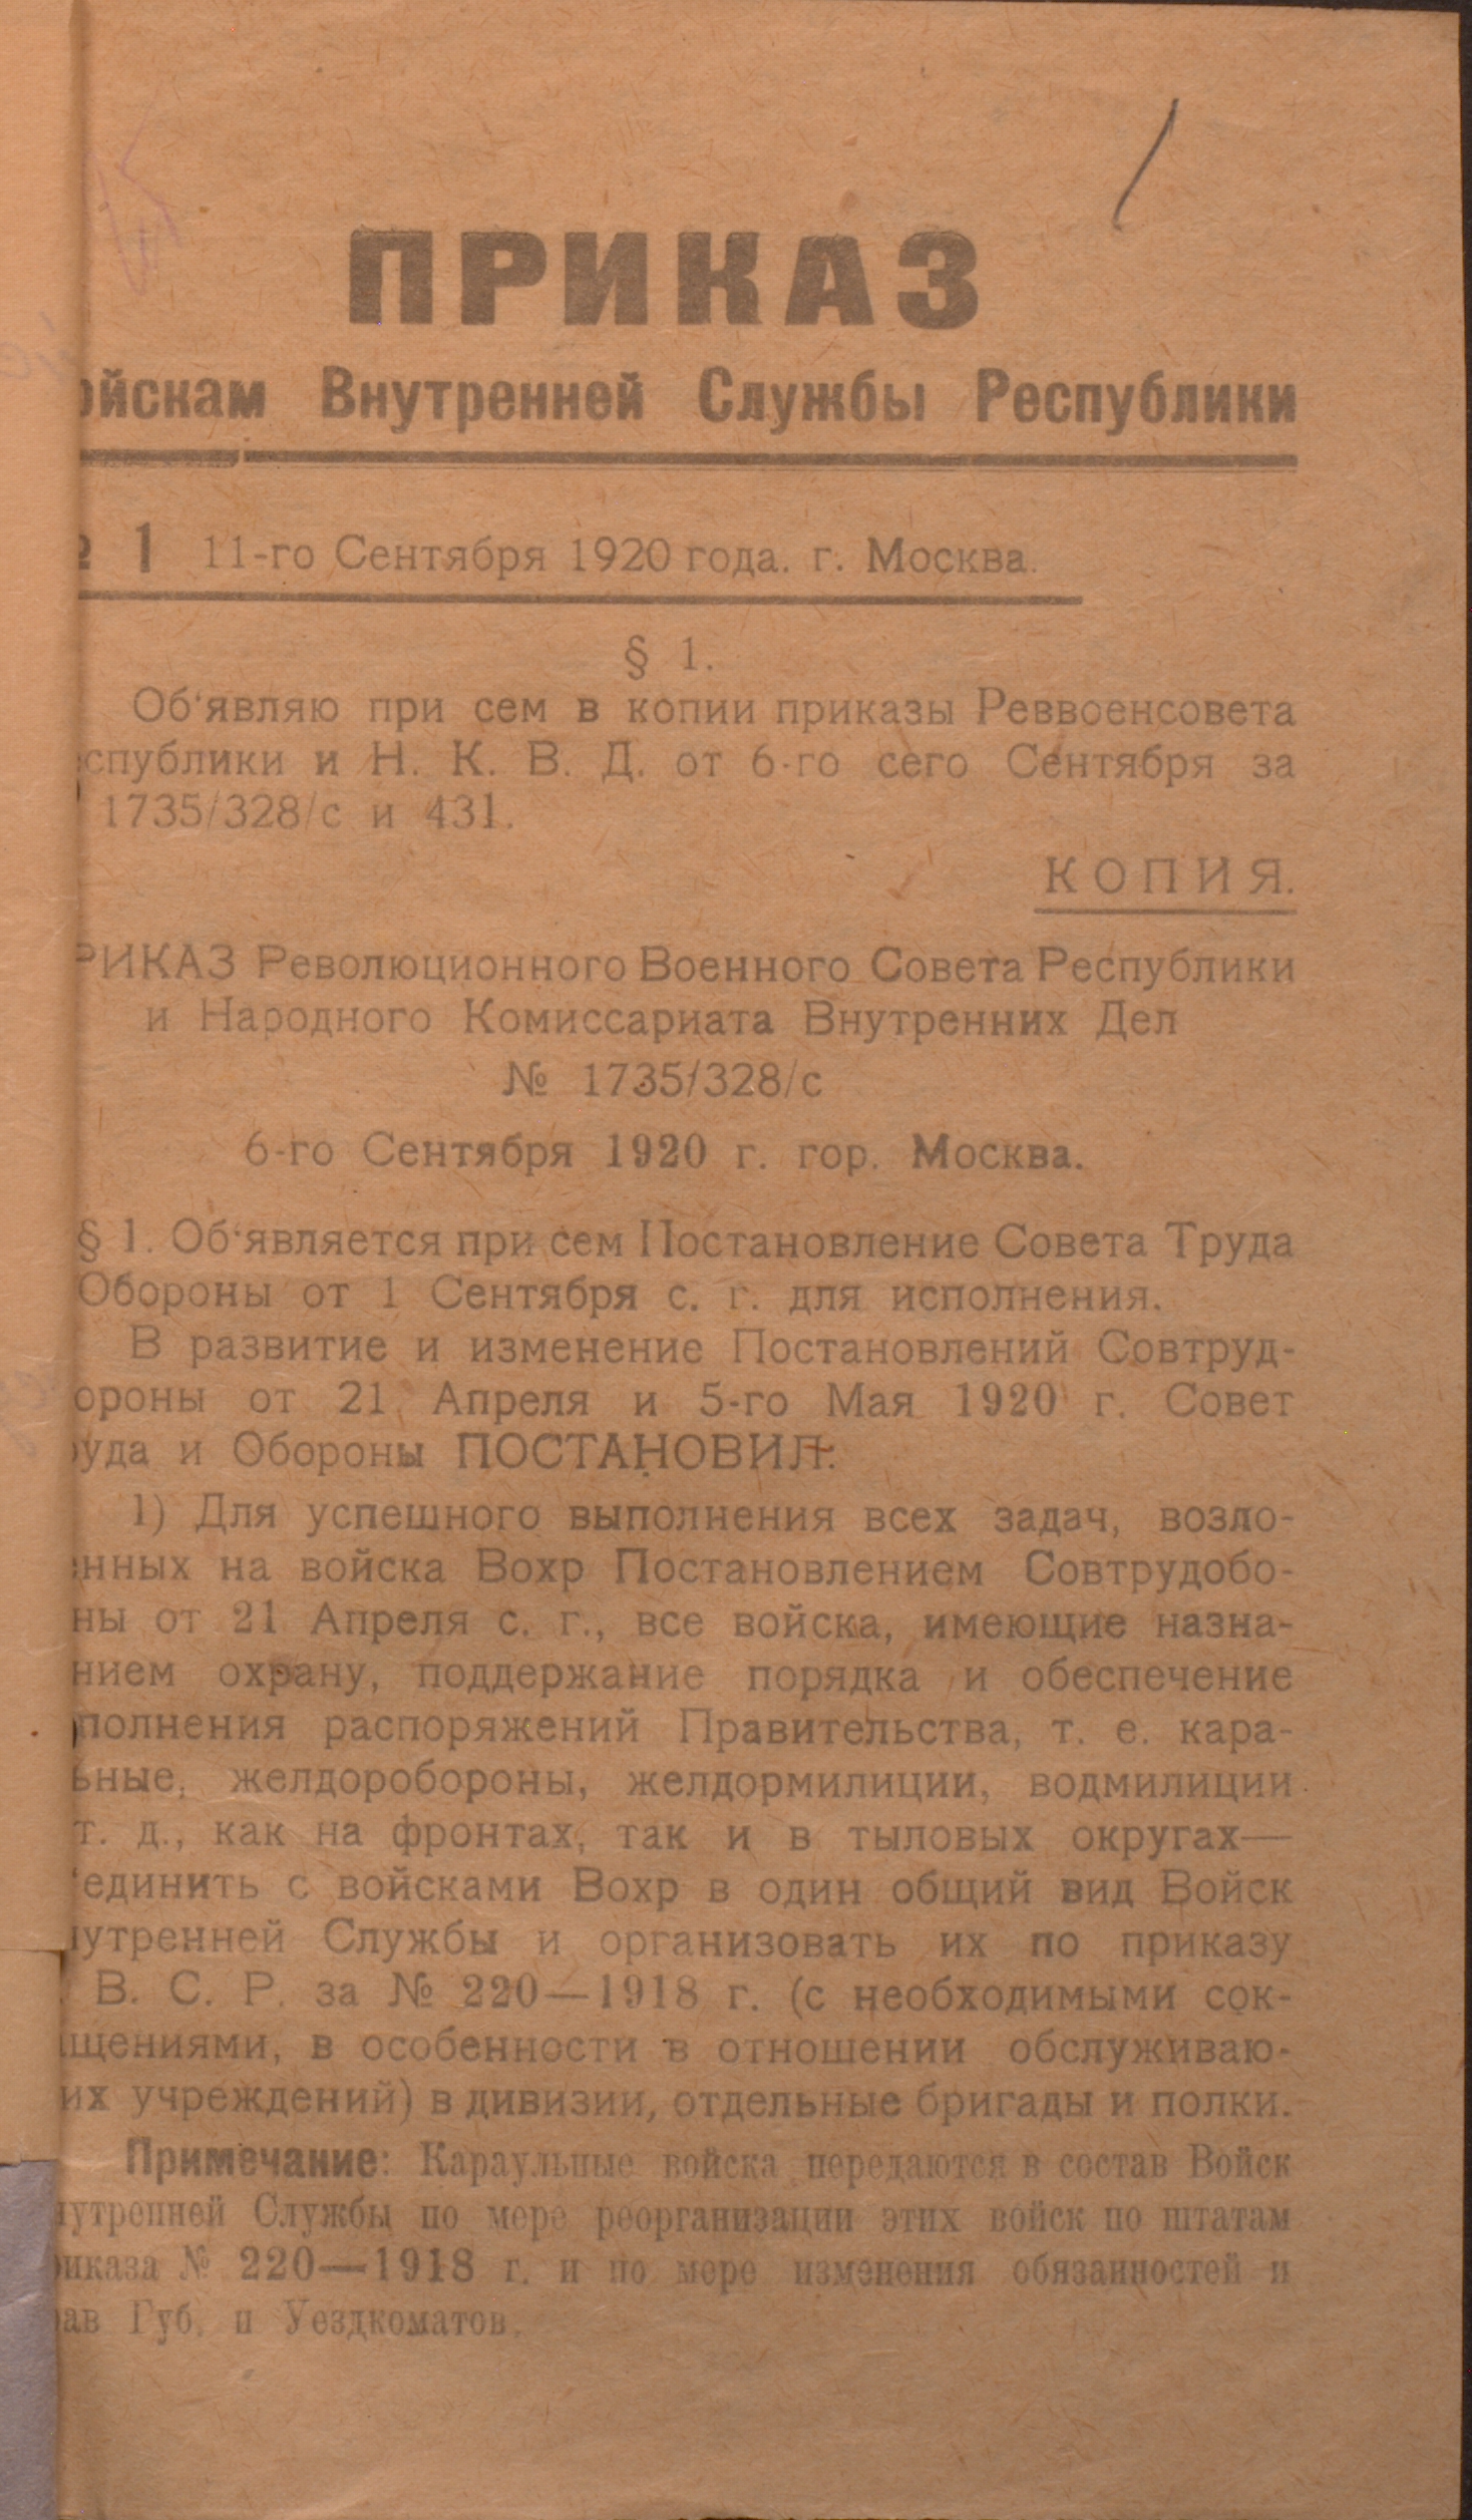 ПРИКАЗ
ойскам Внутренней Службы Республики
1 11-го Сентября 1920 года. г. Москва.
§ 1.
Об'являю при сем в копии приказы Реввоенсовета
спублики и Н. К. В. Д. от 6-го сего Сентября за
1735/328/с и 431.
КОПИЯ.
РИКАЗ Революционного Военного Совета Республики
и Народного Комиссариата Внутренних Дел
№ 1735/328/с
6-го Сентября 1920 г. гор. Москва.
§ 1. Об'является при сем Постановление Совета Труда
Обороны от 1 Сентября с. г. для исполнения.
В развитие и изменение Постановлений Совтруд-
ороны от 21 Апреля и 5-го Мая 1920 г. Совет
уда и Обороны ПОСТАНОВИЛ:
1) Для успешного выполнения всех задач, возло-
нных на войска Вохр Постановлением Совтрудобо-
ны от 21 Апреля с. г., все войска, имеющие назна-
нием охрану, поддержание порядка и обеспечение
полнения распоряжений Правительства, т. е. кара-
ьные, желдоробороны, желдормилиции, водмилиции
т. д., как на фронтах, так и в тыловых округах—
'единить с войсками Вохр в один общий вид Войск
утренней Службы и организовать их по приказу
В. С. Р. за № 220—1918 г. (с необходимыми сок-
щениями, в особенности в отношении обслуживаю-
их учреждений) в дивизии, отдельные бригады и полки.
Примечание: Караульные войска передаются в состав Войск
утренней Службы по мере реорганизации этих войск по штатам
иказа № 220—1918 г. и по мере изменения обязанностей и
ав Губ. и Уездкоматов.